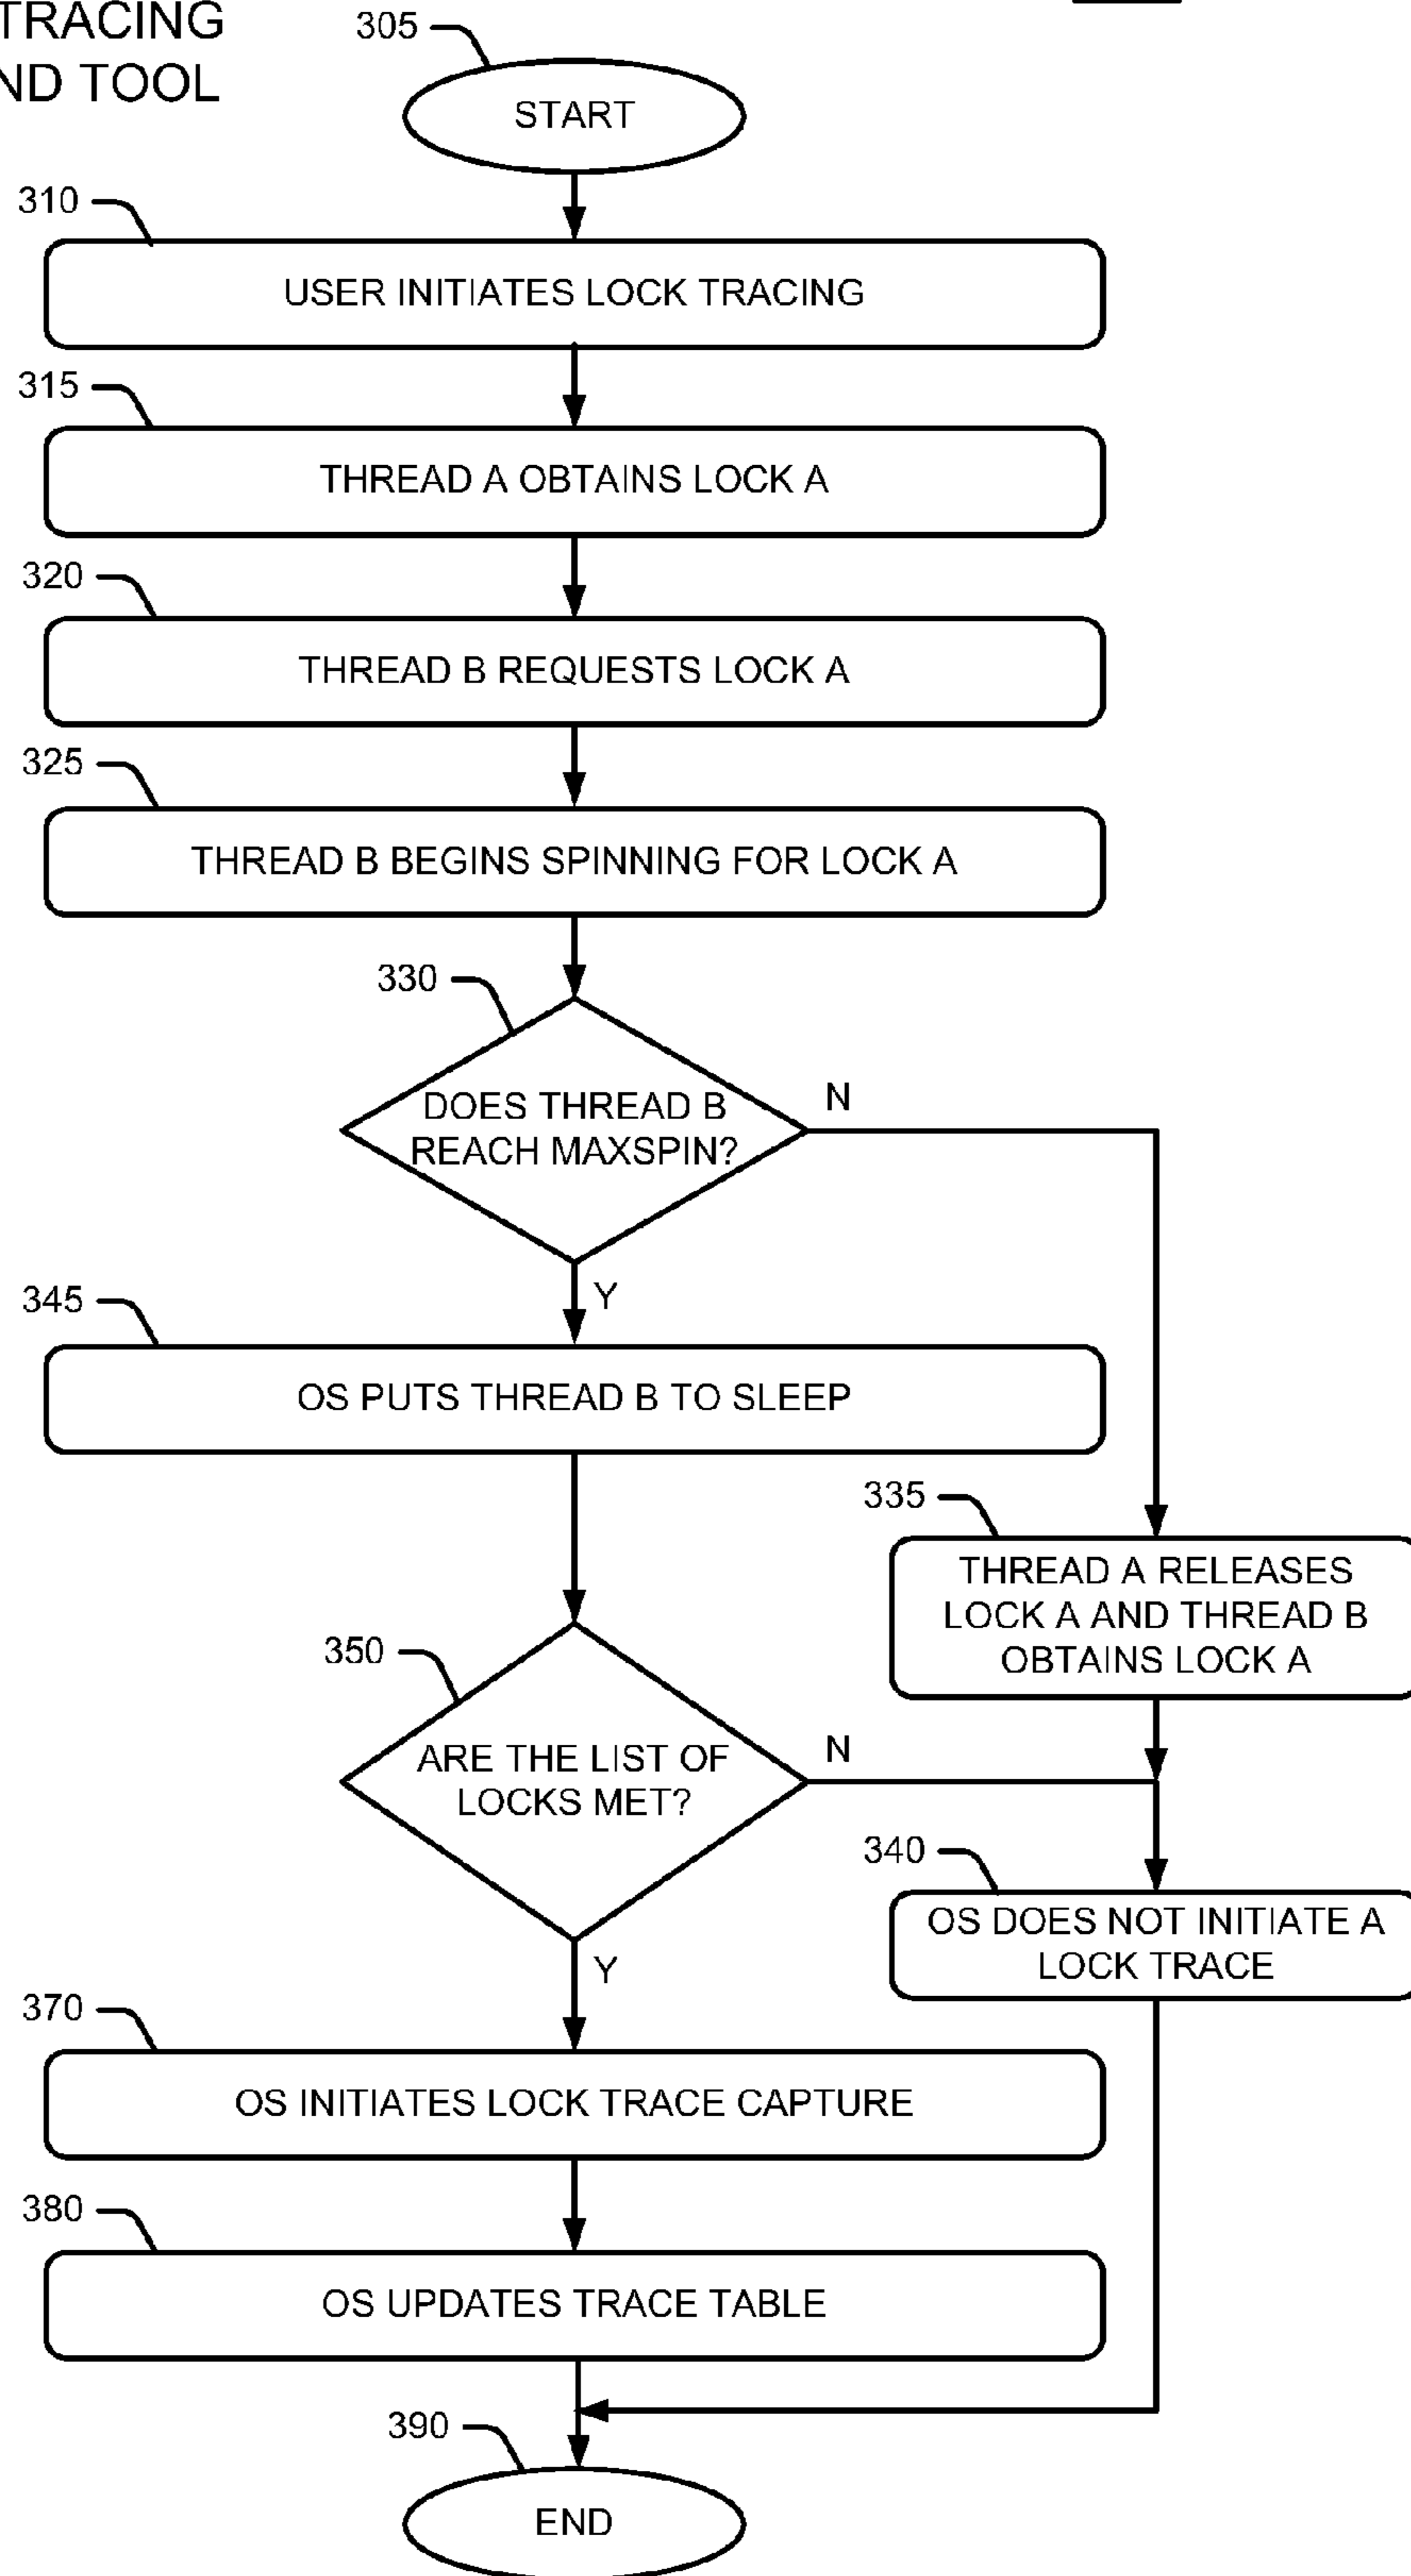 TRACING
ND TOOL
305
START
310
USER INITIATES LOCK TRACING
315
THREAD A OBTAINS LOCK A
320
THREAD B REQUESTS LOCK A
325
THREAD B BEGINS SPINNING FOR LOCK A
330
DOES THREAD B
REACH MAXSPIN?
N
Y
345
OS PUTS THREAD B TO SLEEP
335
THREAD A RELEASES
LOCK A AND THREAD B
OBTAINS LOCK A
350
ARE THE LIST OF
LOCKS MET?
N
Y
340
OS DOES NOT INITIATE A
LOCK TRACE
370
OS INITIATES LOCK TRACE CAPTURE
380
OS UPDATES TRACE TABLE
390
END